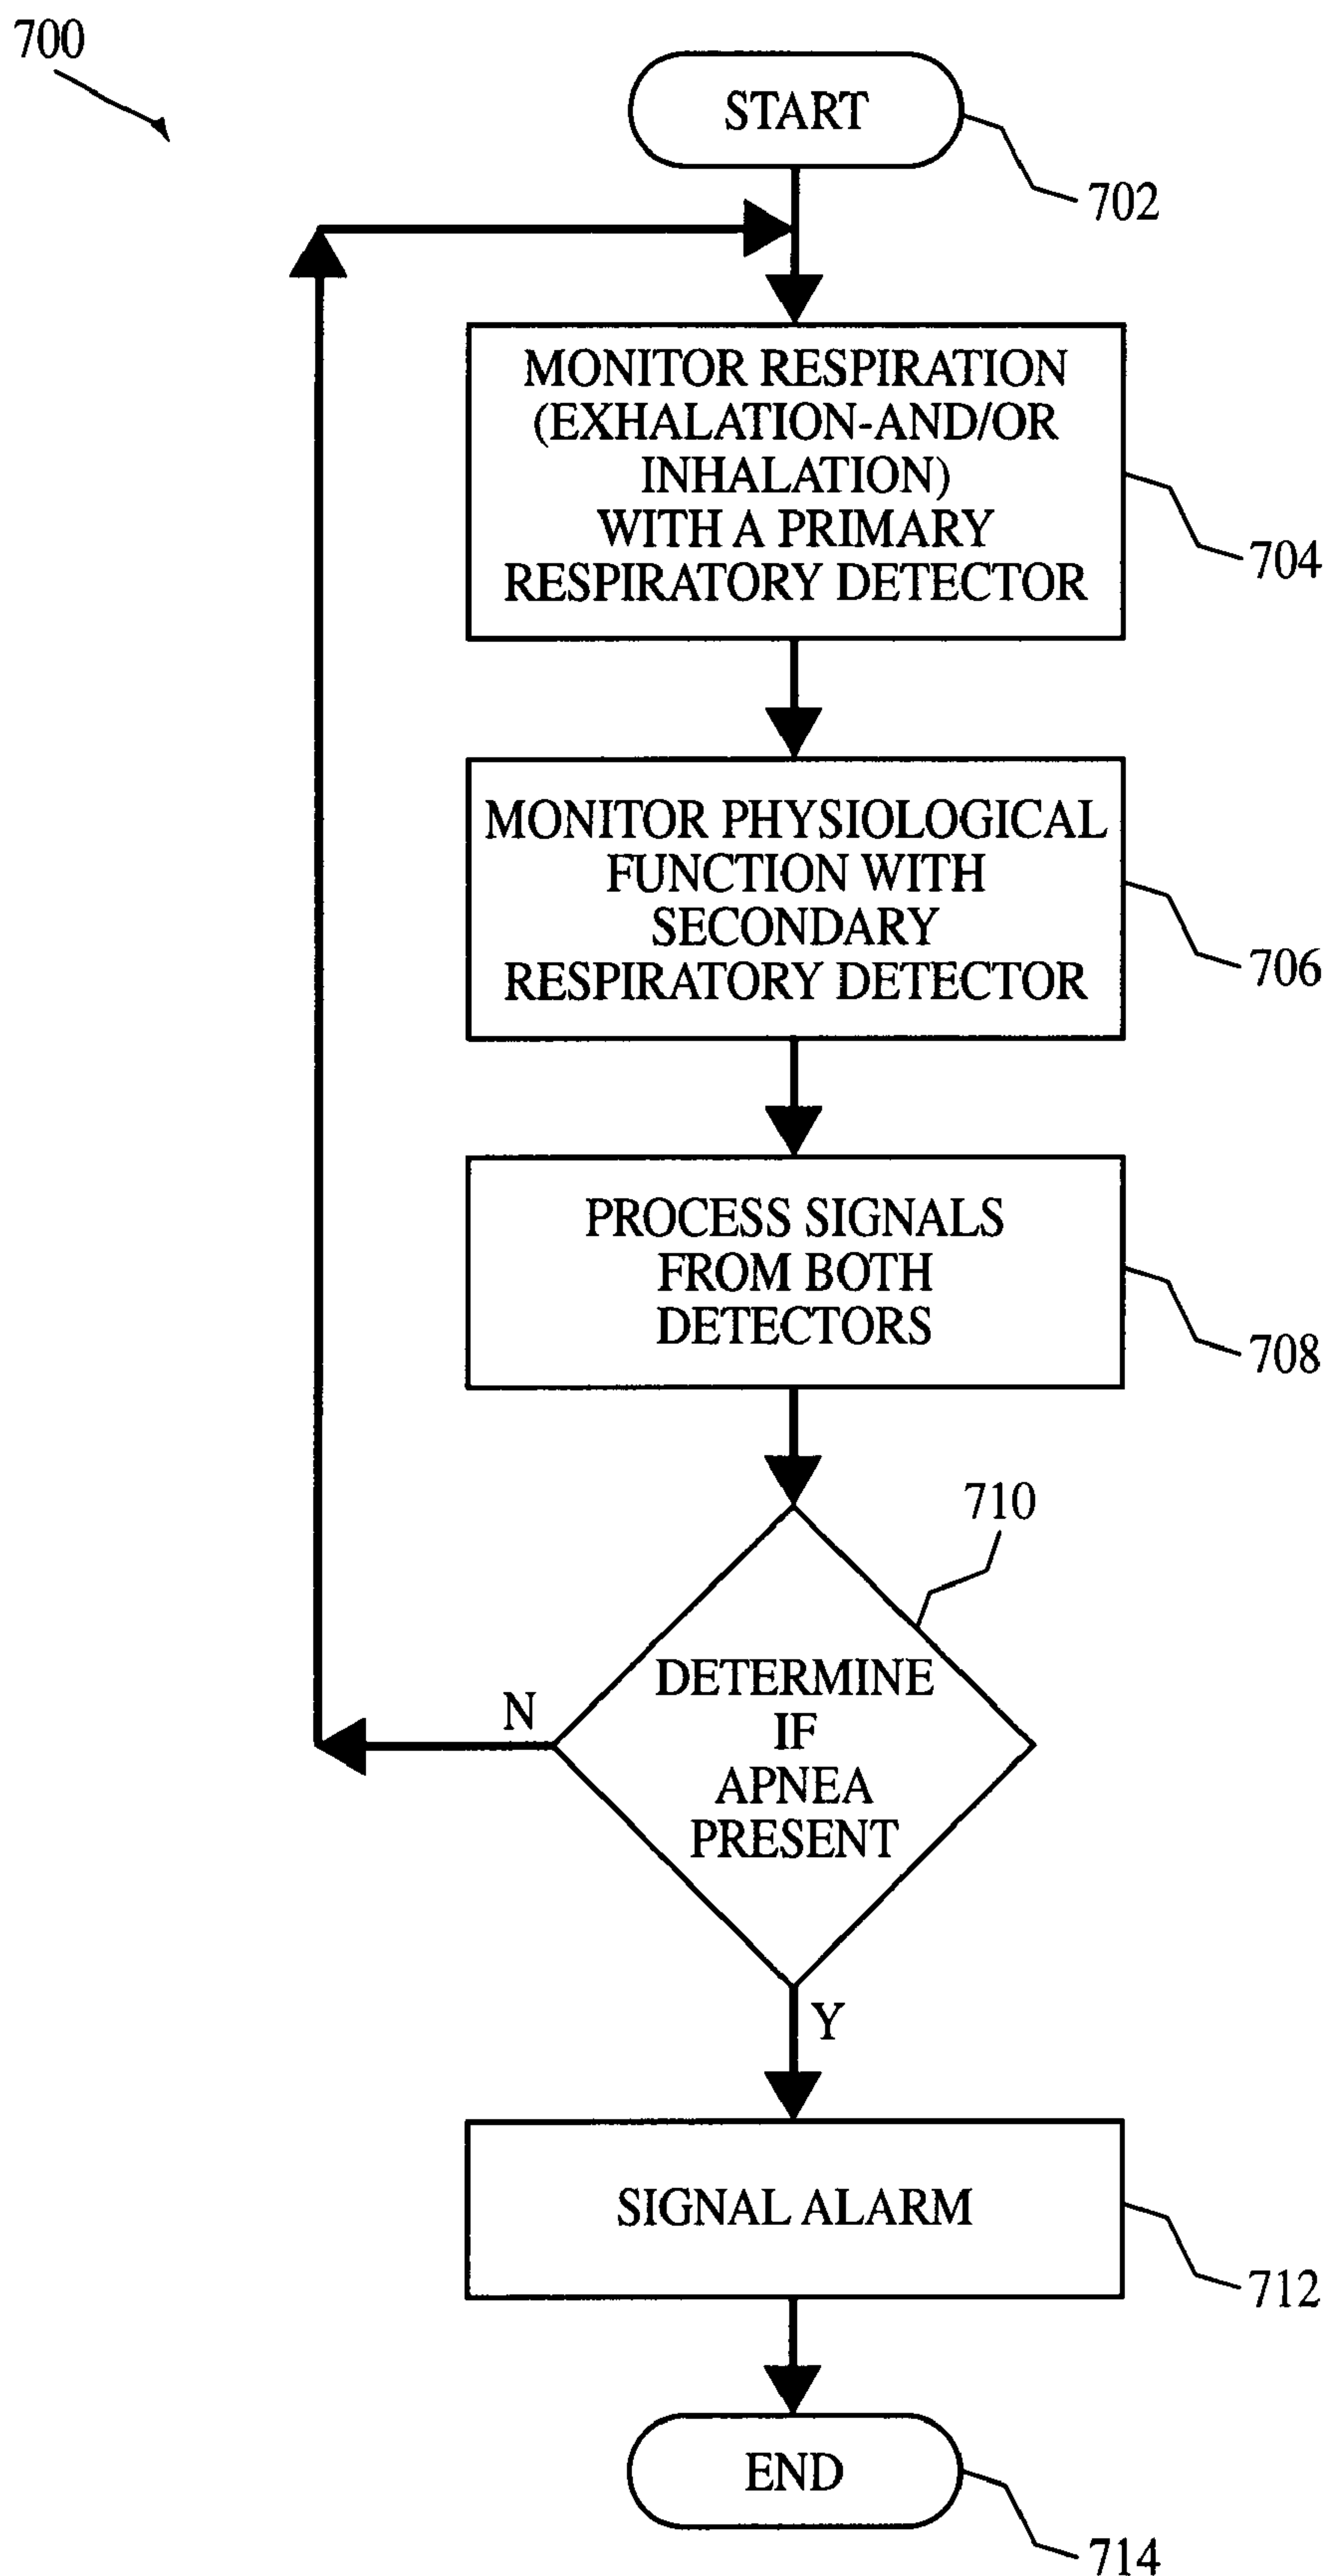 700
START
702
MONITOR RESPIRATION
(EXHALATION-AND/OR
INHALATION)
WITH A PRIMARY
RESPIRATORY DETECTOR
704
MONITOR PHYSIOLOGICAL
FUNCTION WITH
SECONDARY
RESPIRATORY DETECTOR
706
PROCESS SIGNALS
FROM BOTH
DETECTORS
708
710
DETERMINE
IF
APNEA
PRESENT
N
Y
SIGNAL ALARM
712
END
714